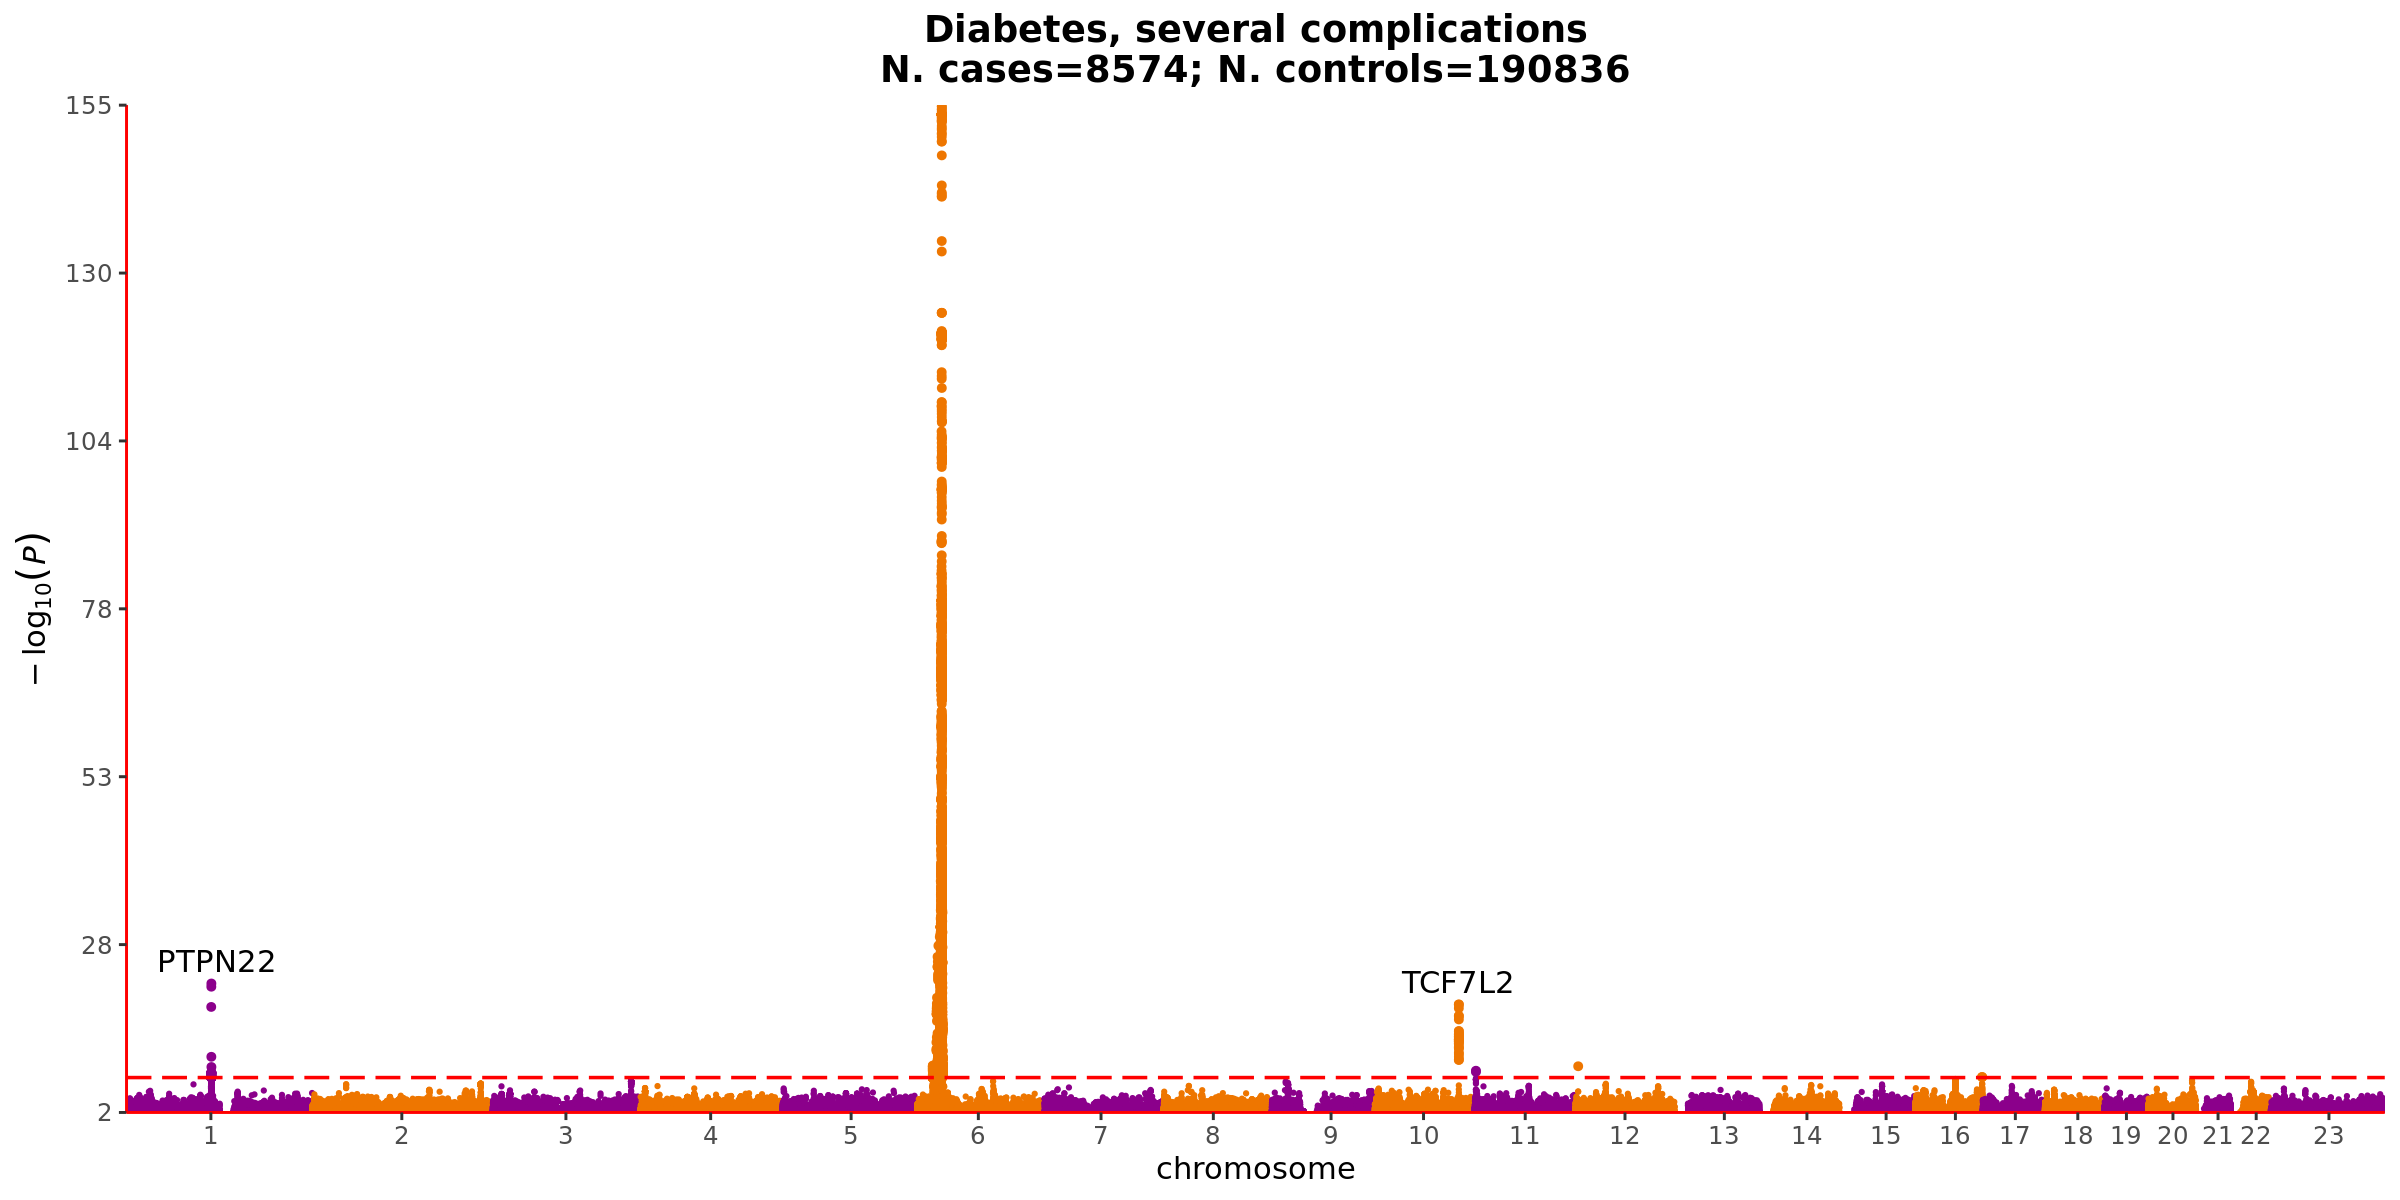 Diabetes, several complications
N. cases=8574; N. controls=190836
155
130
104
78
53
28
2
−log10(P)
PTPN22
TCF7L2
1 2 3 4 5 6 7 8 9 10 11 12 13 14 15 16 17 18 19 20 21 22 23
chromosome